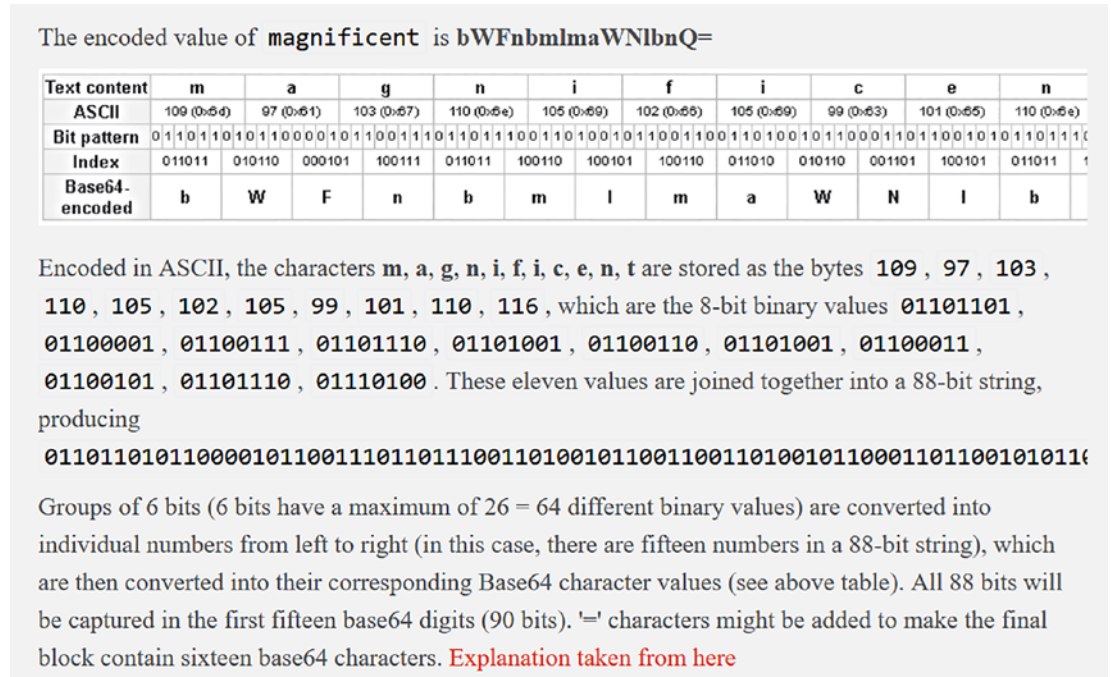 The encoded value of magnificent is bWFnbmlmaWNlbnQ=
Text content m a g n i f i c e n
ASCII 109 (0x6d) 97 (0x61) 103 (0x67) 110 (0x6e) 105 (0x69) 102 (0x66) 105 (0x69) 99 (0x63) 101 (0x65) 110 (0x6e)
Bit pattern 01101101011000010110011101101110011010010110011001101001011000110110010101101110
Index 011011 010110 000101 100111 011011 100110 100101 100110 011010 010110 001101 100101 011011 1
Base64-
encoded b W F n b m l m a W N l b
Encoded in ASCII, the characters m, a, g, n, i, f, i, c, e, n, t are stored as the bytes 109 , 97 , 103 ,
110 , 105 , 102 , 105 , 99 , 101 , 110 , 116 , which are the 8-bit binary values 01101101 ,
01100001 , 01100111 , 01101110 , 01101001 , 01100110 , 01101001 , 01100011 ,
01100101 , 01101110 , 01110100 . These eleven values are joined together into a 88-bit string,
producing
0110110101100001011001110110111001101001011001100110100101100011011001010110
Groups of 6 bits (6 bits have a maximum of 26 = 64 different binary values) are converted into
individual numbers from left to right (in this case, there are fifteen numbers in a 88-bit string), which
are then converted into their corresponding Base64 character values (see above table). All 88 bits will
be captured in the first fifteen base64 digits (90 bits). '=' characters might be added to make the final
block contain sixteen base64 characters. Explanation taken from here